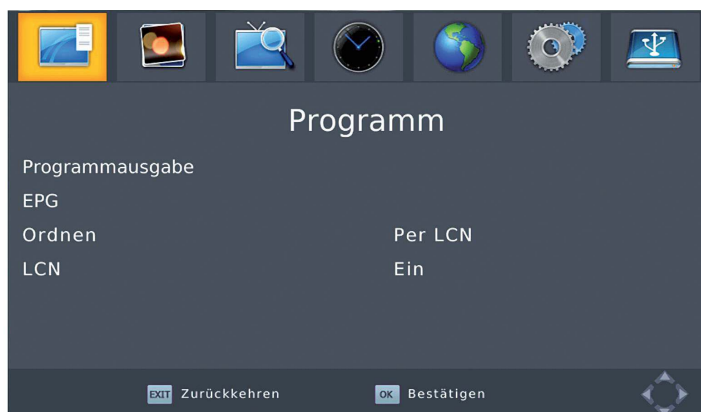 Programm
Programmausgabe
EPG
Ordnen Per LCN
LCN Ein
EXIT Zurückkehren OK Bestätigen